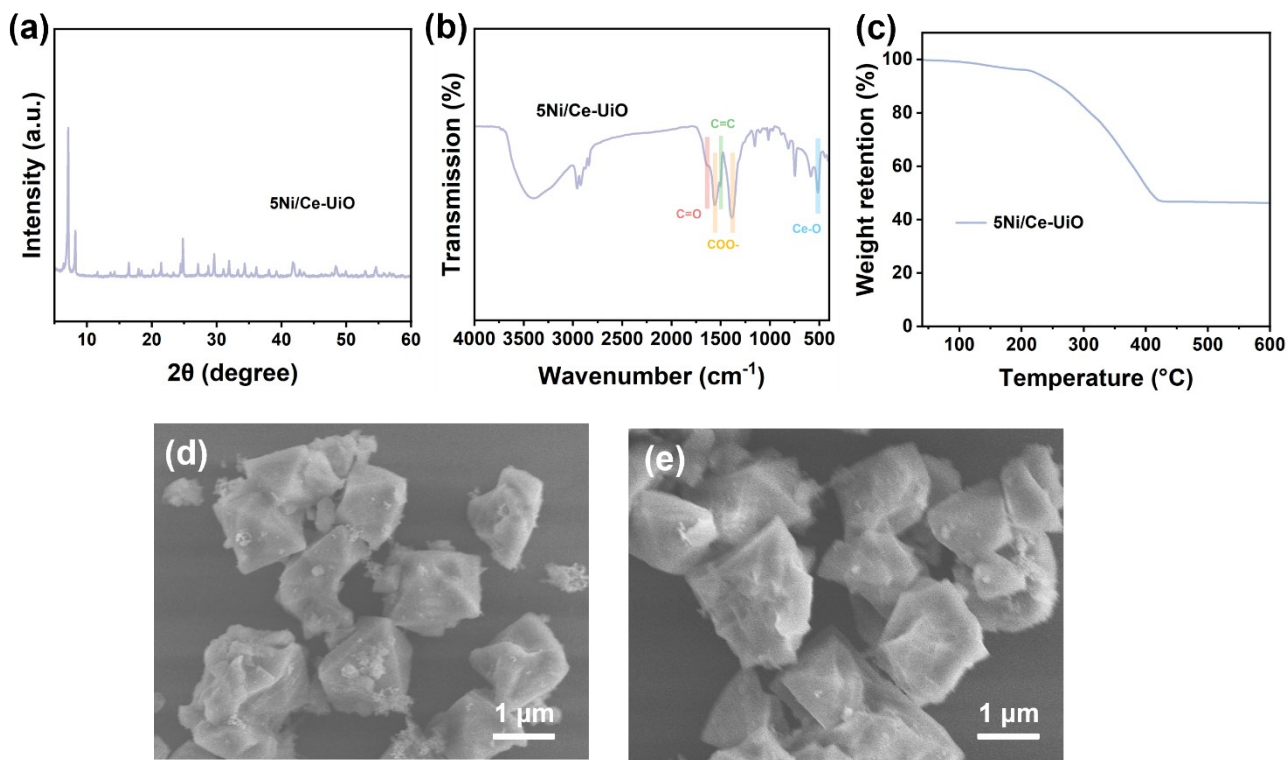 (a)
Intensity (a.u.)
5Ni/Ce-UiO
10 20 30 40 50 60
2θ (degree)
(b)
Transmission (%)
5Ni/Ce-UiO
C=C
C=O
COO-
Ce-O
4000 3500 3000 2500 2000 1500 1000 500
Wavenumber (cm⁻¹)
(c)
Weight retention (%)
100
80
60
40
20
0
5Ni/Ce-UiO
100 200 300 400 500 600
Temperature (°C)
(d)
1 µm
(e)
1 µm